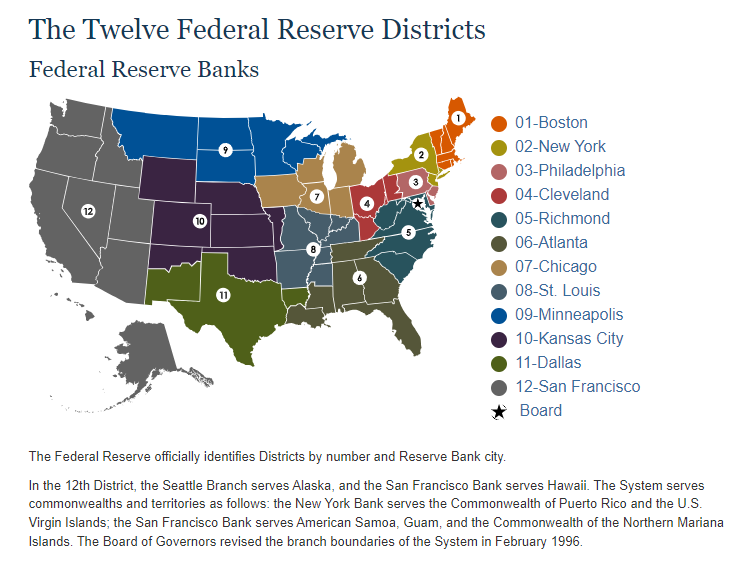 The Twelve Federal Reserve Districts
Federal Reserve Banks
1
2
3
4
5
6
7
8
9
10
11
12
01-Boston
02-New York
03-Philadelphia
04-Cleveland
05-Richmond
06-Atlanta
07-Chicago
08-St. Louis
09-Minneapolis
10-Kansas City
11-Dallas
12-San Francisco
Board
The Federal Reserve officially identifies Districts by number and Reserve Bank city.
In the 12th District, the Seattle Branch serves Alaska, and the San Francisco Bank serves Hawaii. The System serves
commonwealths and territories as follows: the New York Bank serves the Commonwealth of Puerto Rico and the U.S.
Virgin Islands; the San Francisco Bank serves American Samoa, Guam, and the Commonwealth of the Northern Mariana
Islands. The Board of Governors revised the branch boundaries of the System in February 1996.